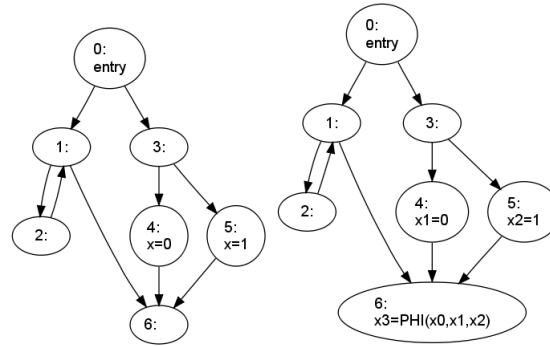 0:
entry
1:
3:
2:
4:
x=0
5:
x=1
6:
0:
entry
1:
3:
2:
4:
x1=0
5:
x2=1
6:
x3=PHI(x0,x1,x2)